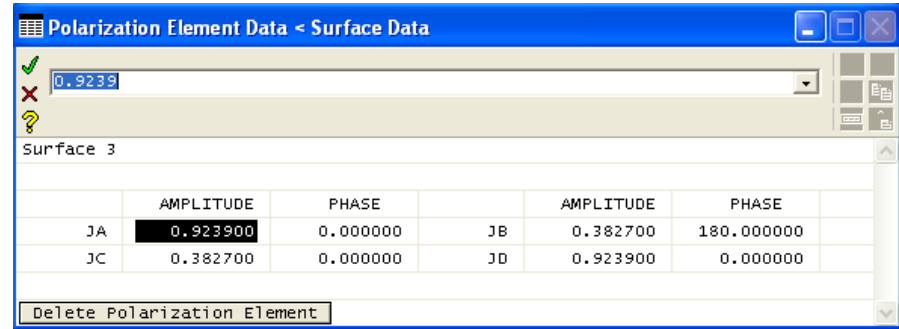 Polarization Element Data < Surface Data
0.9239
Surface 3
AMPLITUDE PHASE AMPLITUDE PHASE
JA 0.923900 0.000000 JB 0.382700 180.000000
JC 0.382700 0.000000 JD 0.923900 0.000000
Delete Polarization Element